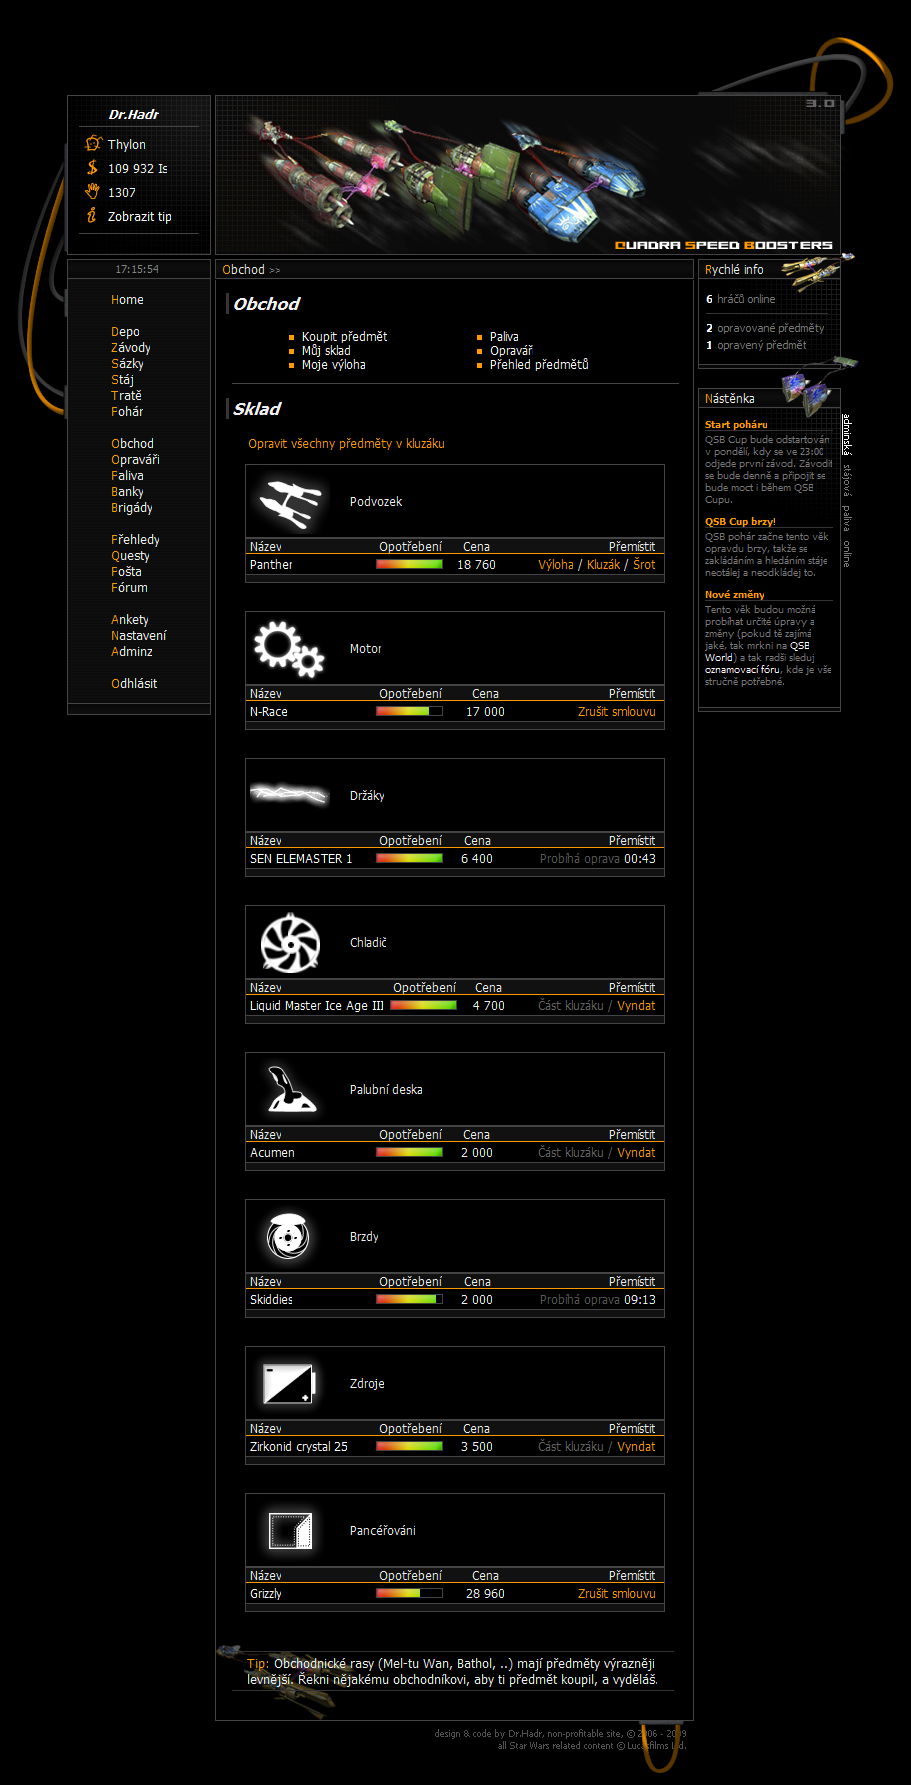 3.0
Dr.Hadr
Thylon
109 932 Is
1307
Zobrazit tip
QUADRA SPEED BOOSTERS
17:15:54
Home
Depo
Závody
Sázky
Stáj
Tratě
Pohár
Obchod
Opraváři
Paliva
Banky
Brigády
Přehledy
Questy
Pošta
Fórum
Ankety
Nastavení
Adminz
Odhlásit
Obchod >>
Obchod
Koupit předmět
Můj sklad
Moje výloha
Paliva
Opravář
Přehled předmětů
Sklad
Opravit všechny předměty v kluzáku
Podvozek
Název Opotřebení Cena Přemístit
Panther 18 760 Výloha / Kluzák / Šrot
Motor
Název Opotřebení Cena Přemístit
N-Race 17 000 Zrušit smlouvu
Držáky
Název Opotřebení Cena Přemístit
SEN ELEMASTER 1 6 400 Probíhá oprava 00:43
Chladič
Název Opotřebení Cena Přemístit
Liquid Master Ice Age III 4 700 Část kluzáku / Vyndat
Palubní deska
Název Opotřebení Cena Přemístit
Acumen 2 000 Část kluzáku / Vyndat
Brzdy
Název Opotřebení Cena Přemístit
Skiddies 2 000 Probíhá oprava 09:13
Zdroje
Název Opotřebení Cena Přemístit
Zirkonid crystal 25 3 500 Část kluzáku / Vyndat
Pancéřováni
Název Opotřebení Cena Přemístit
Grizzly 28 960 Zrušit smlouvu
Tip: Obchodnické rasy (Mel-tu Wan, Bathol, ..) mají předměty výrazněji
levnější. Řekni nějakému obchodníkovi, aby ti předmět koupil, a vyděláš.
Rychlé info
6 hráčů online
2 opravované předměty
1 opravený předmět
Nástěnka
Start poháru
QSB Cup bude odstartován
v pondělí, kdy se ve 23:00
odjede první závod. Závodit
se bude denně a připojit se
bude moct i během QSB
Cupu.
QSB Cup brzy!
QSB pohár začne tento věk
opravdu brzy, takže se
zakládáním a hledáním stáje
neotálej a neodkládej to.
Nové změny
Tento věk budou možná
probíhat určité úpravy a
změny (pokud tě zajímá
jaké, tak mrkni na QSB
World) a tak radši sleduj
oznamovací fóru, kde je vše
stručně potřebné.
adminská
stájová
paliva
online
design & code by Dr.Hadr, non-profitable site, © 2006 - 2009
all Star Wars related content © Lucasfilms Ltd.